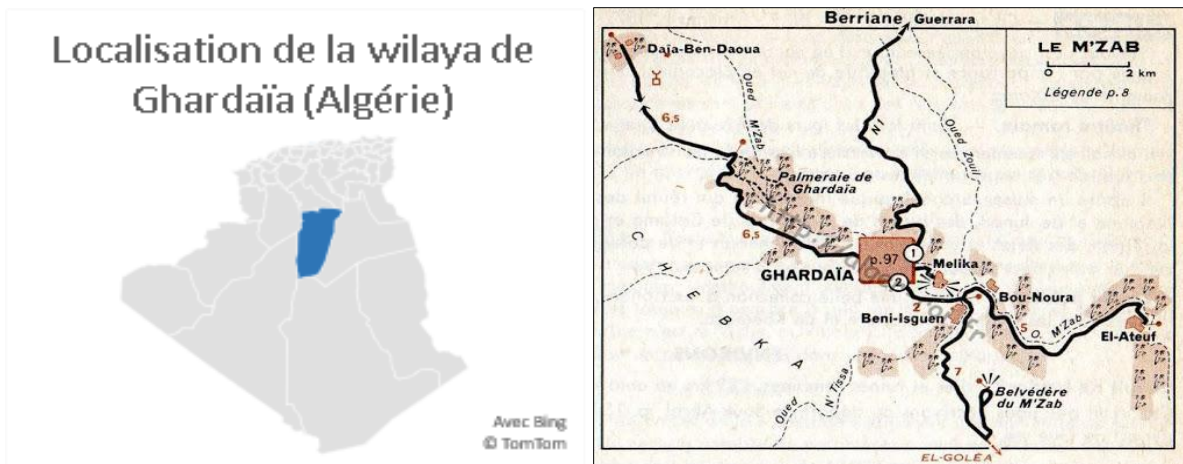 Localisation de la wilaya de
Ghardaïa (Algérie)
Avec Bing
© TomTom
Berriane
Guerrara
LE M'ZAB
0 2 km
Légende p. 8
Daja-Ben-Daoua
6,5
Oued M'Zab
N 1
Oued Zouil
Palmeraie de
Ghardaïa
6,5
CHEBKA
GHARDAÏA
p.97
1
2
Melika
2
Beni-Isguen
Bou-Noura
5
O. M'Zab
El-Ateuf
7
Oued N'Tissa
Belvédère
du M'Zab
EL-GOLÉA